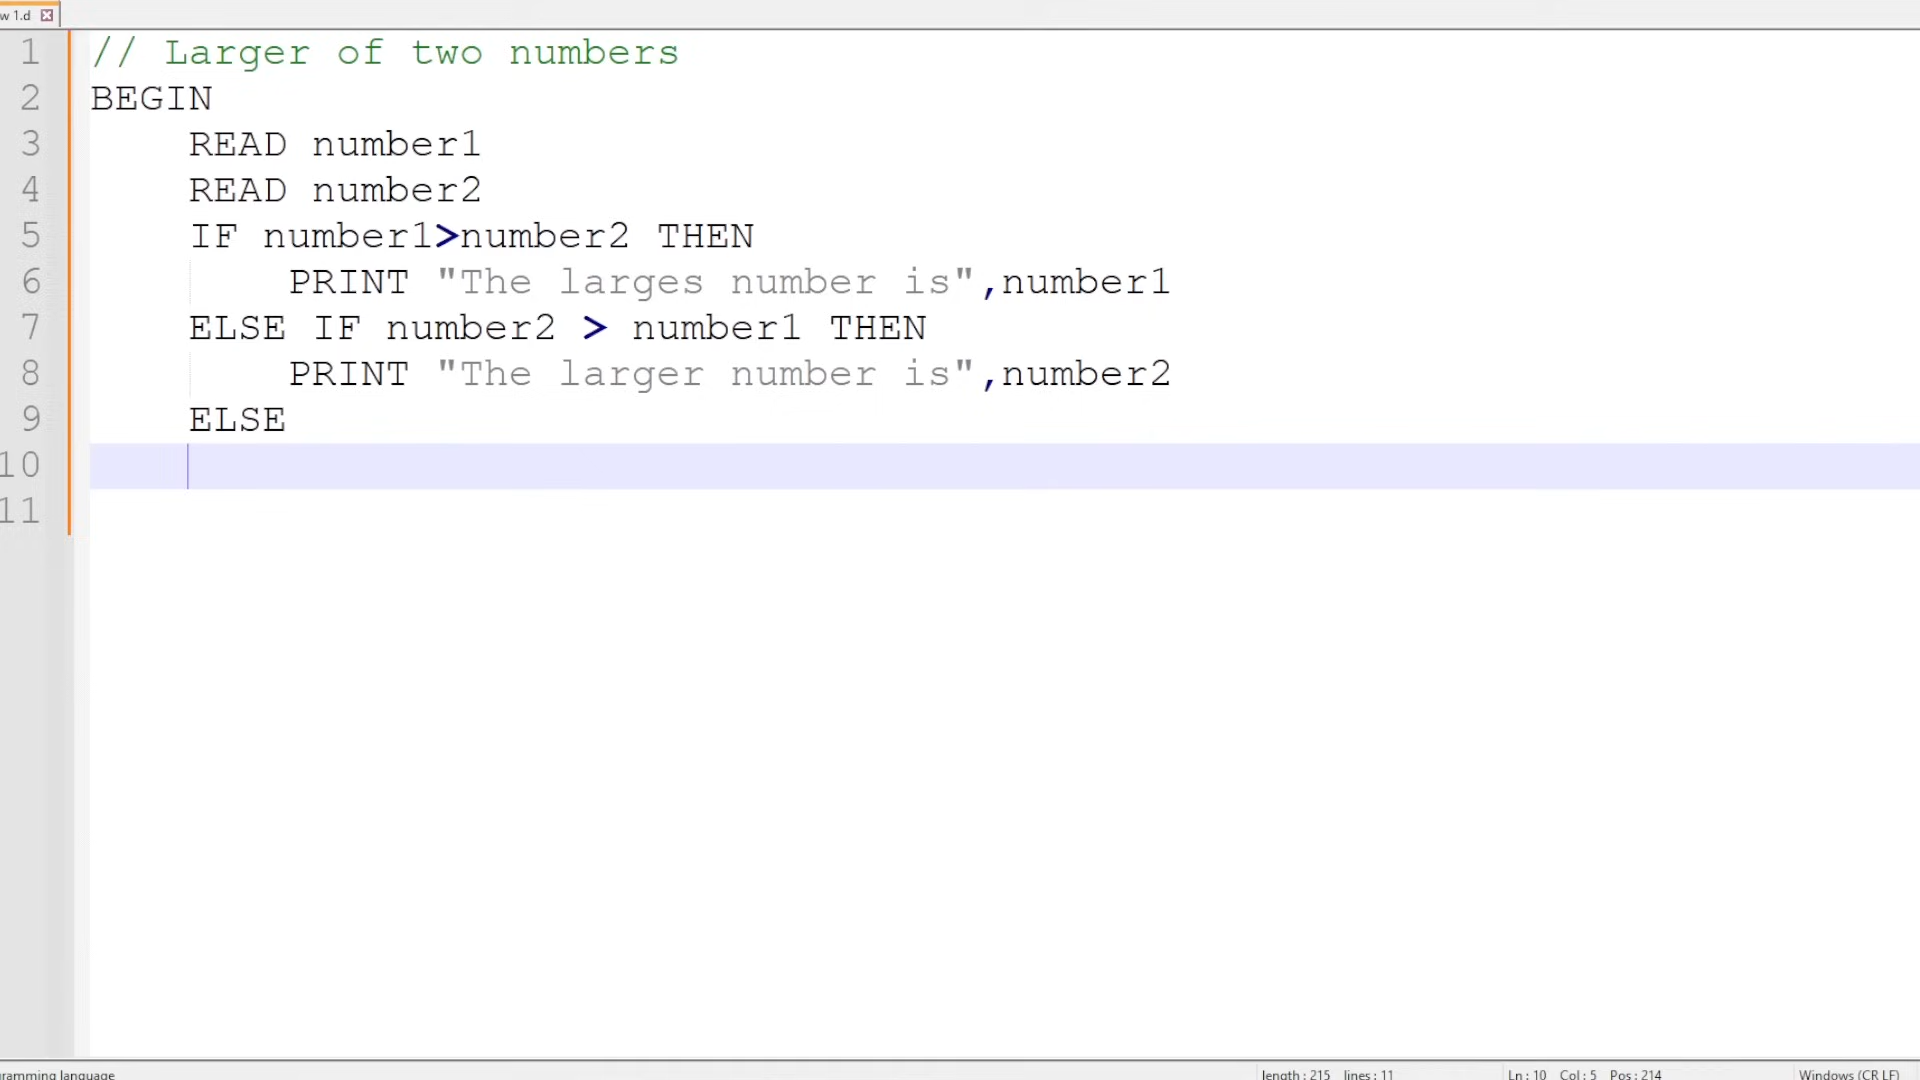 w 1.d
1 // Larger of two numbers
2 BEGIN
3 READ number1
4 READ number2
5 IF number1>number2 THEN
6 PRINT "The larges number is",number1
7 ELSE IF number2 > number1 THEN
8 PRINT "The larger number is",number2
9 ELSE
10
11
ramming language length : 215 lines : 11 Ln : 10 Col : 5 Pos : 214 Windows (CR LF)